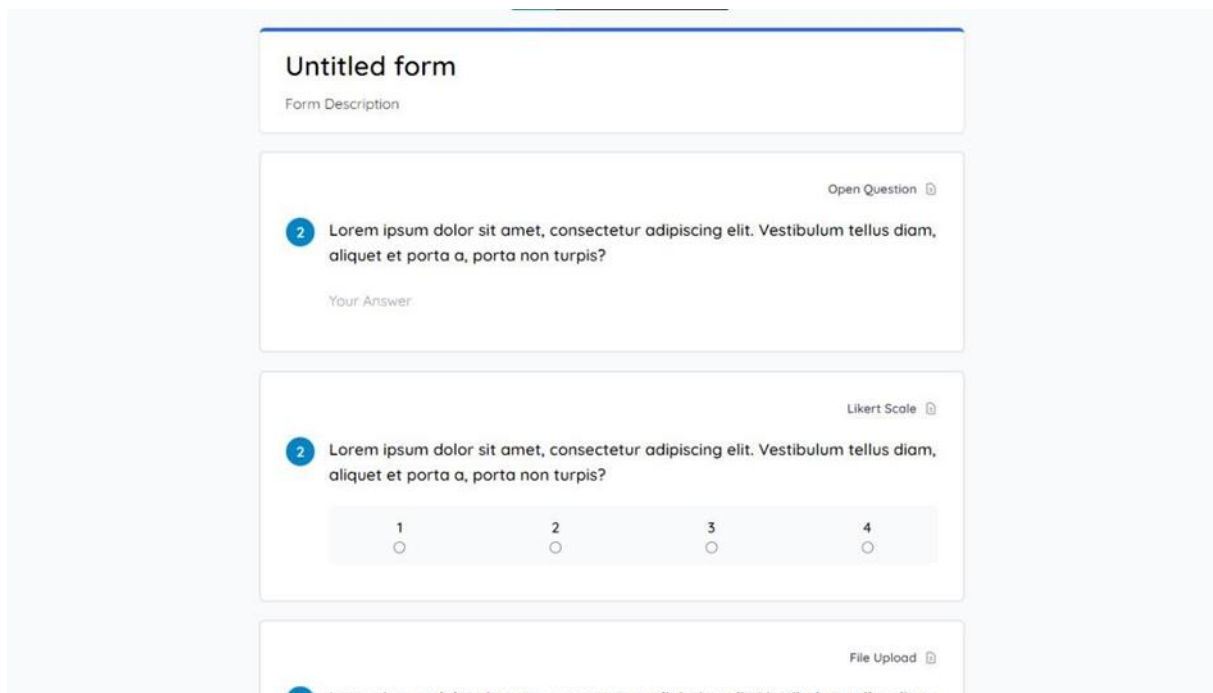 Untitled form
Form Description
Open Question
2
Lorem ipsum dolor sit amet, consectetur adipiscing elit. Vestibulum tellus diam,
aliquet et porta a, porta non turpis?
Your Answer
Likert Scale
2
Lorem ipsum dolor sit amet, consectetur adipiscing elit. Vestibulum tellus diam,
aliquet et porta a, porta non turpis?
1 2 3 4
File Upload